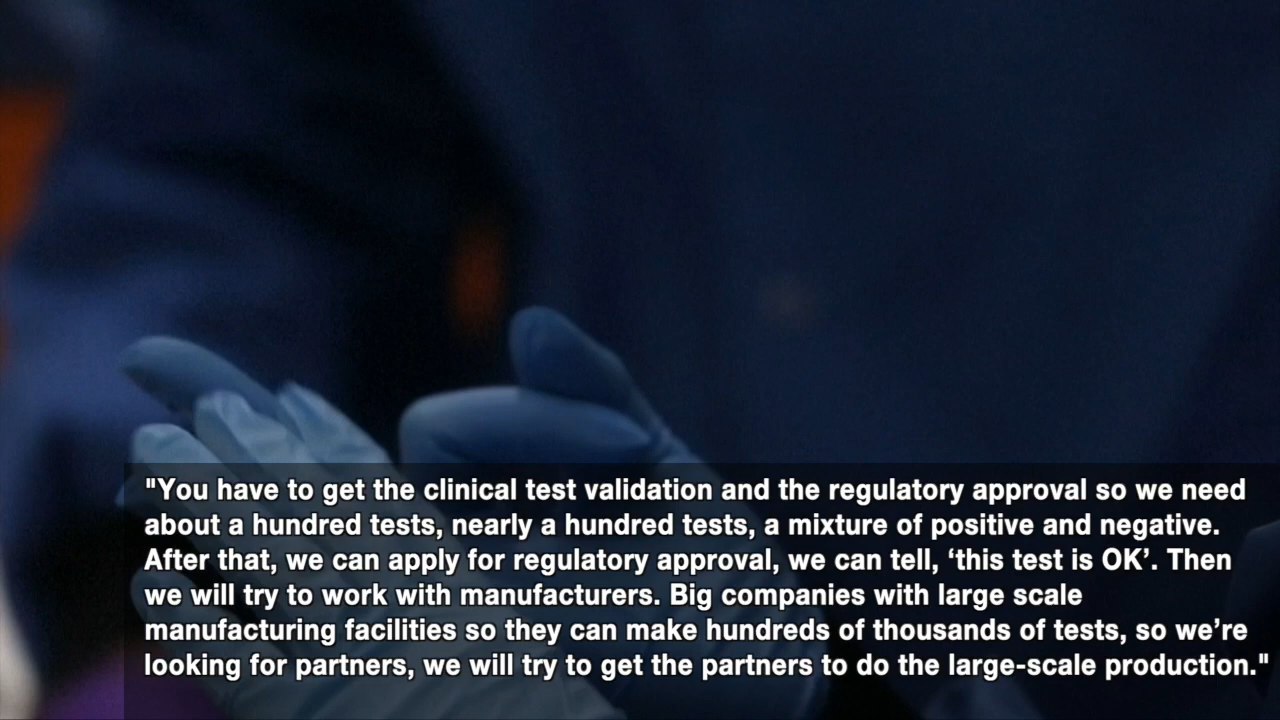 "You have to get the clinical test validation and the regulatory approval so we need
about a hundred tests, nearly a hundred tests, a mixture of positive and negative.
After that, we can apply for regulatory approval, we can tell, ‘this test is OK’. Then
we will try to work with manufacturers. Big companies with large scale
manufacturing facilities so they can make hundreds of thousands of tests, so we’re
looking for partners, we will try to get the partners to do the large-scale production."